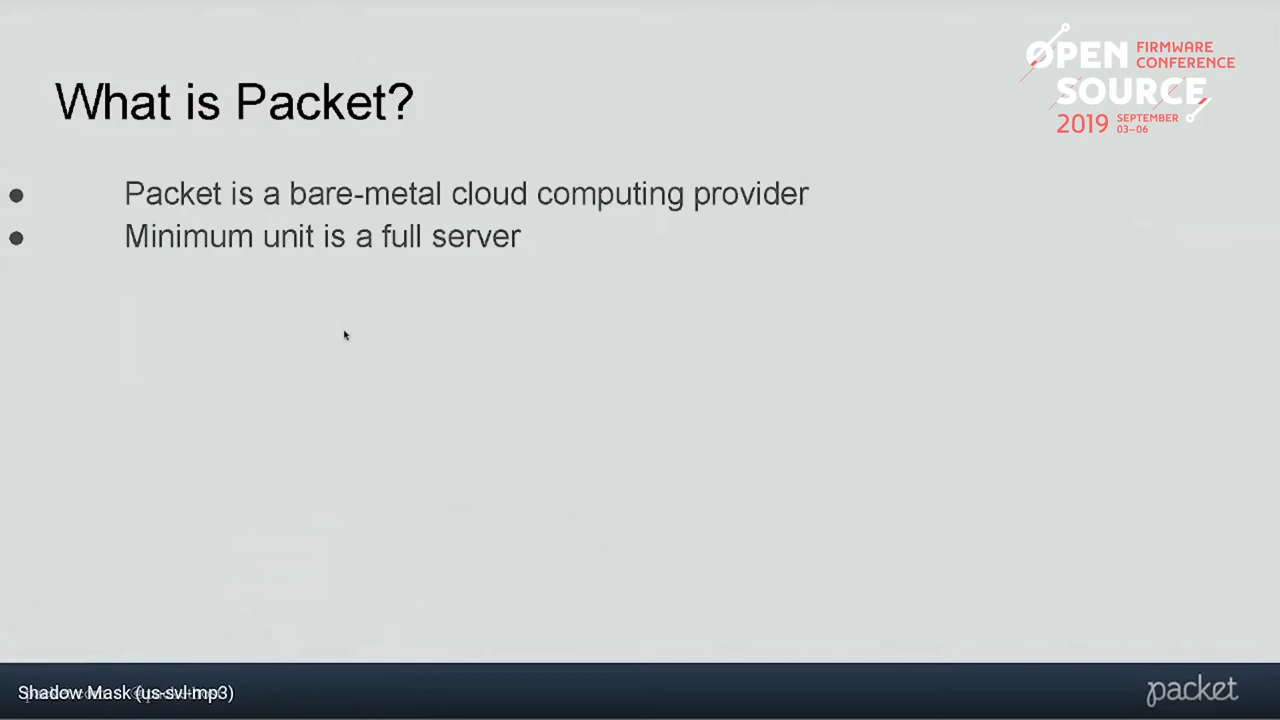 OPEN
SOURCE
FIRMWARE
CONFERENCE
2019
SEPTEMBER
03–06
What is Packet?
● Packet is a bare-metal cloud computing provider
● Minimum unit is a full server
Shadow Mask (us-svl-mp3)
packet